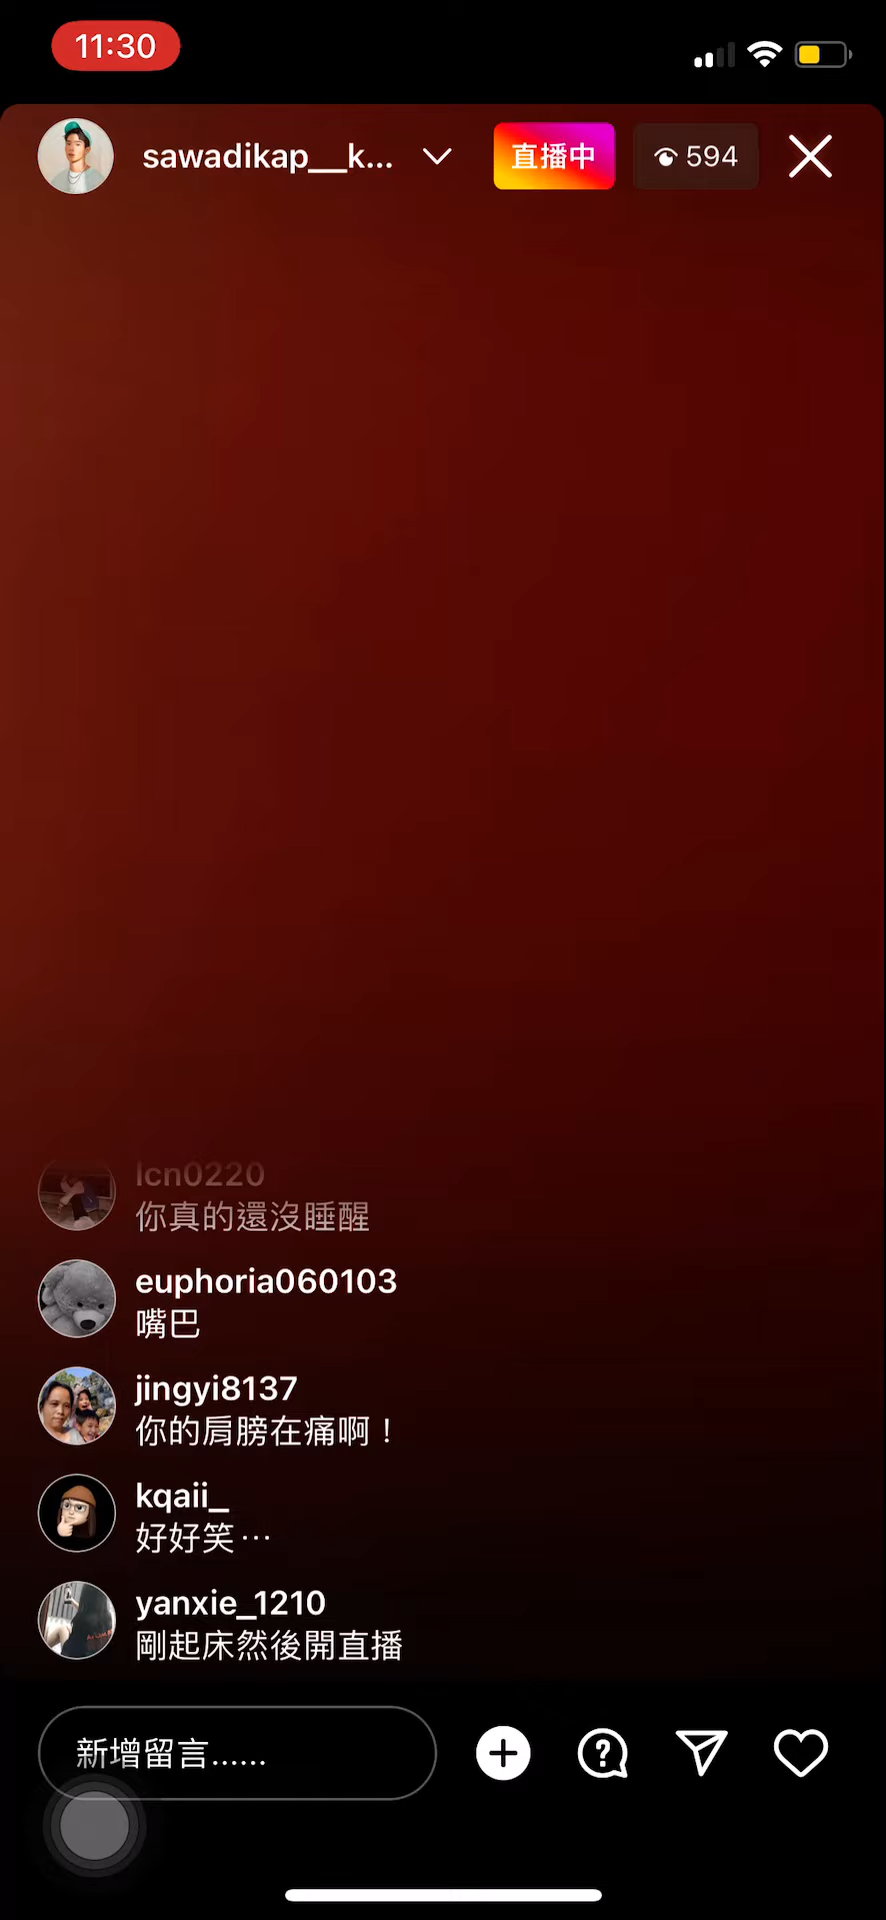 11:30
sawadikap__k...
直播中
594
lcn0220
你真的還沒睡醒
euphoria060103
嘴巴
jingyi8137
你的肩膀在痛啊！
kqaii_
好好笑⋯
yanxie_1210
剛起床然後開直播
新增留言......